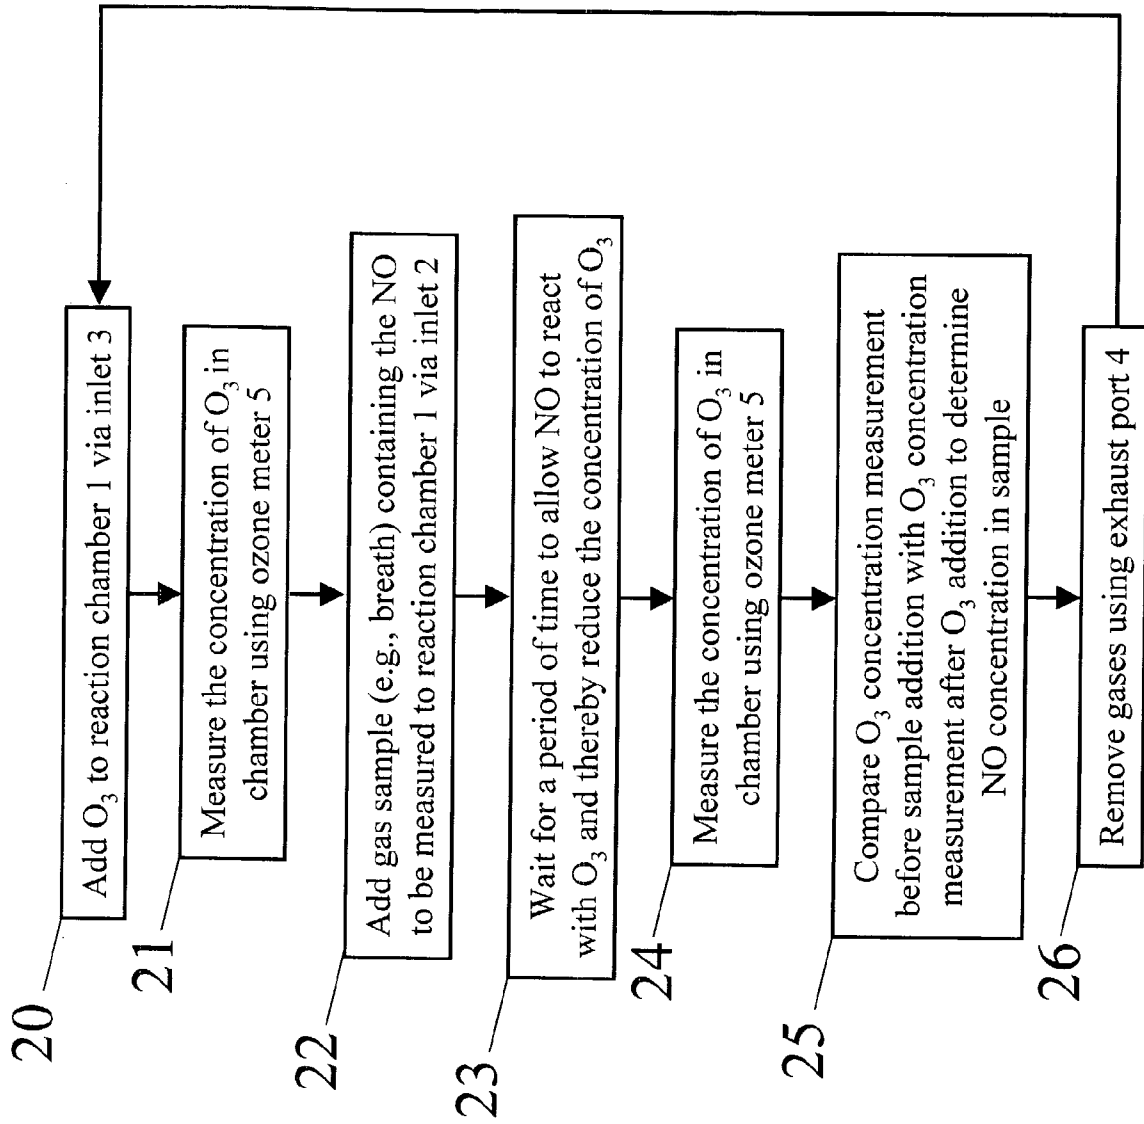 20
Add O₃ to reaction chamber 1 via inlet 3
21
Measure the concentration of O₃ in
chamber using ozone meter 5
22
Add gas sample (e.g., breath) containing the NO
to be measured to reaction chamber 1 via inlet 2
23
Wait for a period of time to allow NO to react
with O₃ and thereby reduce the concentration of O₃
24
Measure the concentration of O₃ in
chamber using ozone meter 5
25
Compare O₃ concentration measurement
before sample addition with O₃ concentration
measurement after O₃ addition to determine
NO concentration in sample
26
Remove gases using exhaust port 4